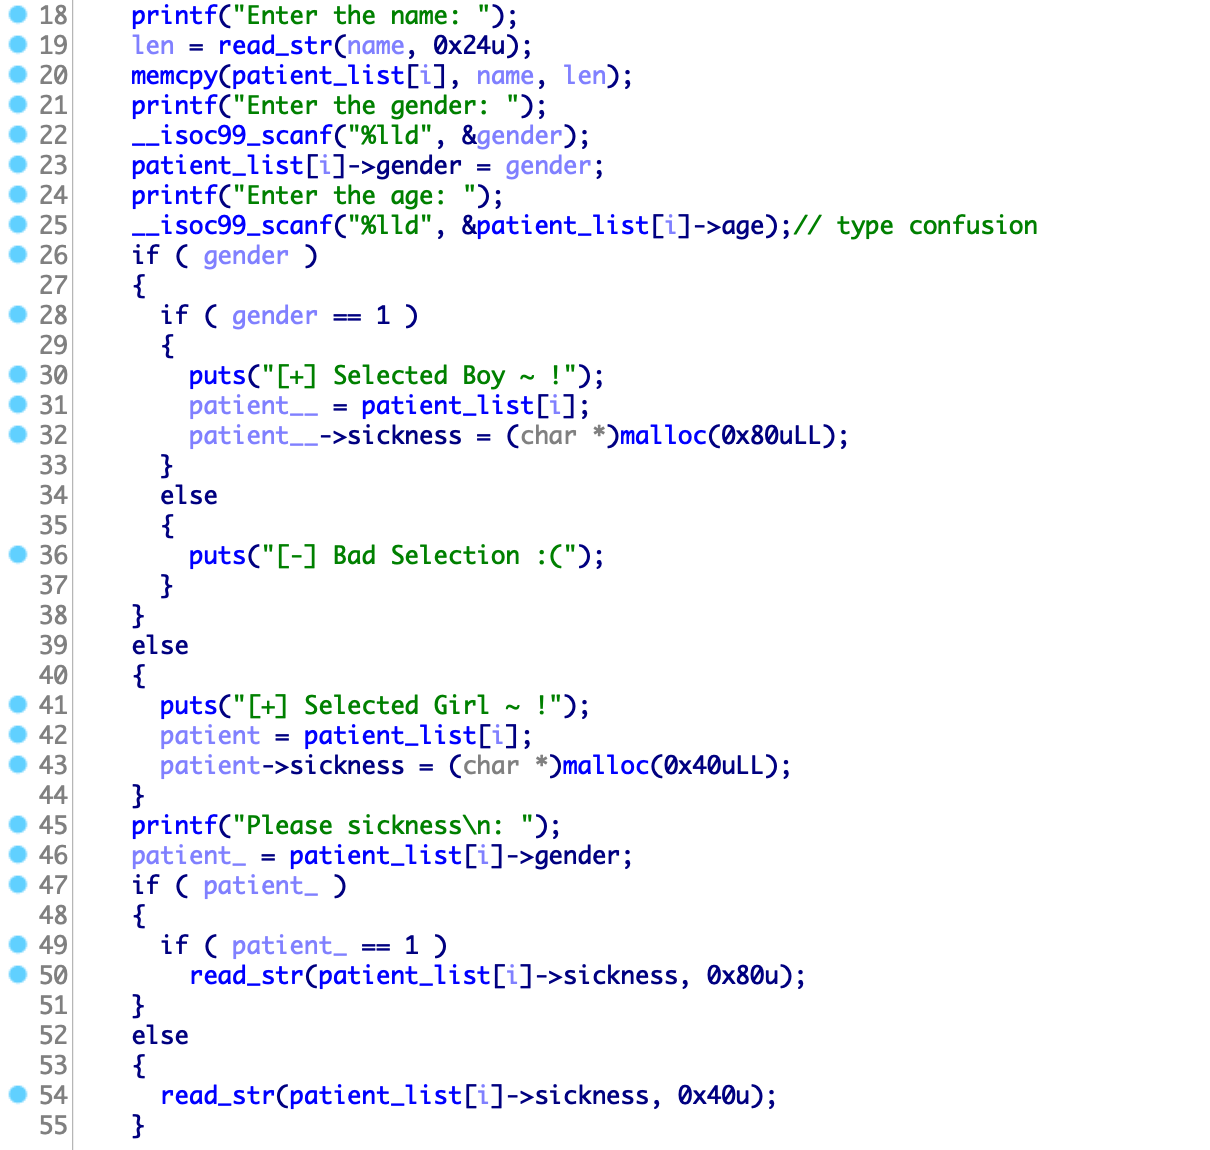 18 printf("Enter the name: ");
19 len = read_str(name, 0x24u);
20 memcpy(patient_list[i], name, len);
21 printf("Enter the gender: ");
22 __isoc99_scanf("%lld", &gender);
23 patient_list[i]->gender = gender;
24 printf("Enter the age: ");
25 __isoc99_scanf("%lld", &patient_list[i]->age);// type confusion
26 if ( gender )
27 {
28 if ( gender == 1 )
29 {
30 puts("[+] Selected Boy ~ !");
31 patient__ = patient_list[i];
32 patient__->sickness = (char *)malloc(0x80uLL);
33 }
34 else
35 {
36 puts("[-] Bad Selection :(");
37 }
38 }
39 else
40 {
41 puts("[+] Selected Girl ~ !");
42 patient = patient_list[i];
43 patient->sickness = (char *)malloc(0x40uLL);
44 }
45 printf("Please sickness\n: ");
46 patient_ = patient_list[i]->gender;
47 if ( patient_ )
48 {
49 if ( patient_ == 1 )
50 read_str(patient_list[i]->sickness, 0x80u);
51 }
52 else
53 {
54 read_str(patient_list[i]->sickness, 0x40u);
55 }